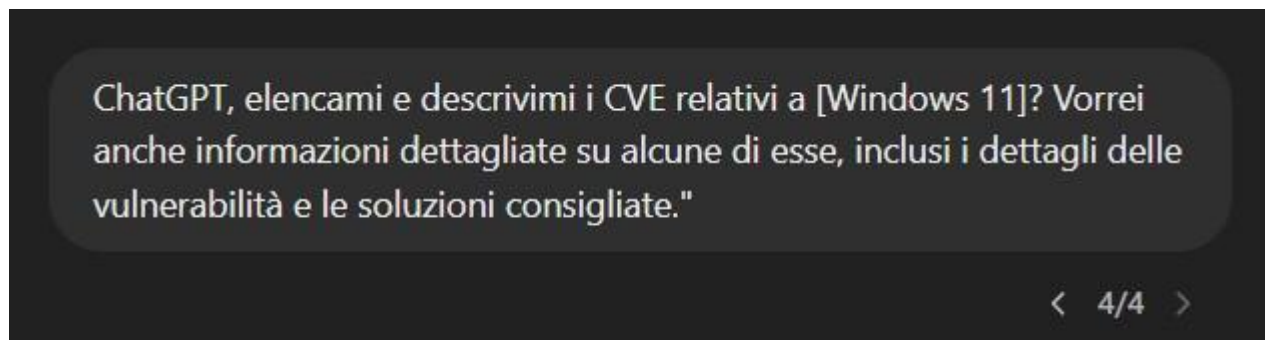 ChatGPT, elencami e descrivimi i CVE relativi a [Windows 11]? Vorrei
anche informazioni dettagliate su alcune di esse, inclusi i dettagli delle
vulnerabilità e le soluzioni consigliate."
< 4/4 >